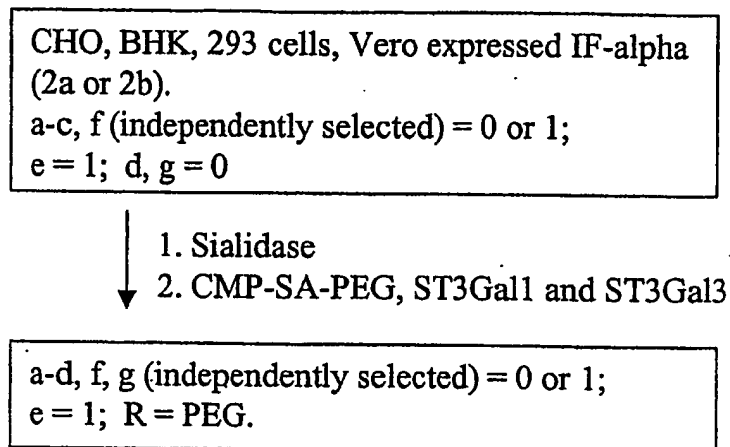 CHO, BHK, 293 cells, Vero expressed IF-alpha
(2a or 2b).
a-c, f (independently selected) = 0 or 1;
e = 1; d, g = 0
1. Sialidase
2. CMP-SA-PEG, ST3Gal1 and ST3Gal3
a-d, f, g (independently selected) = 0 or 1;
e = 1; R = PEG.